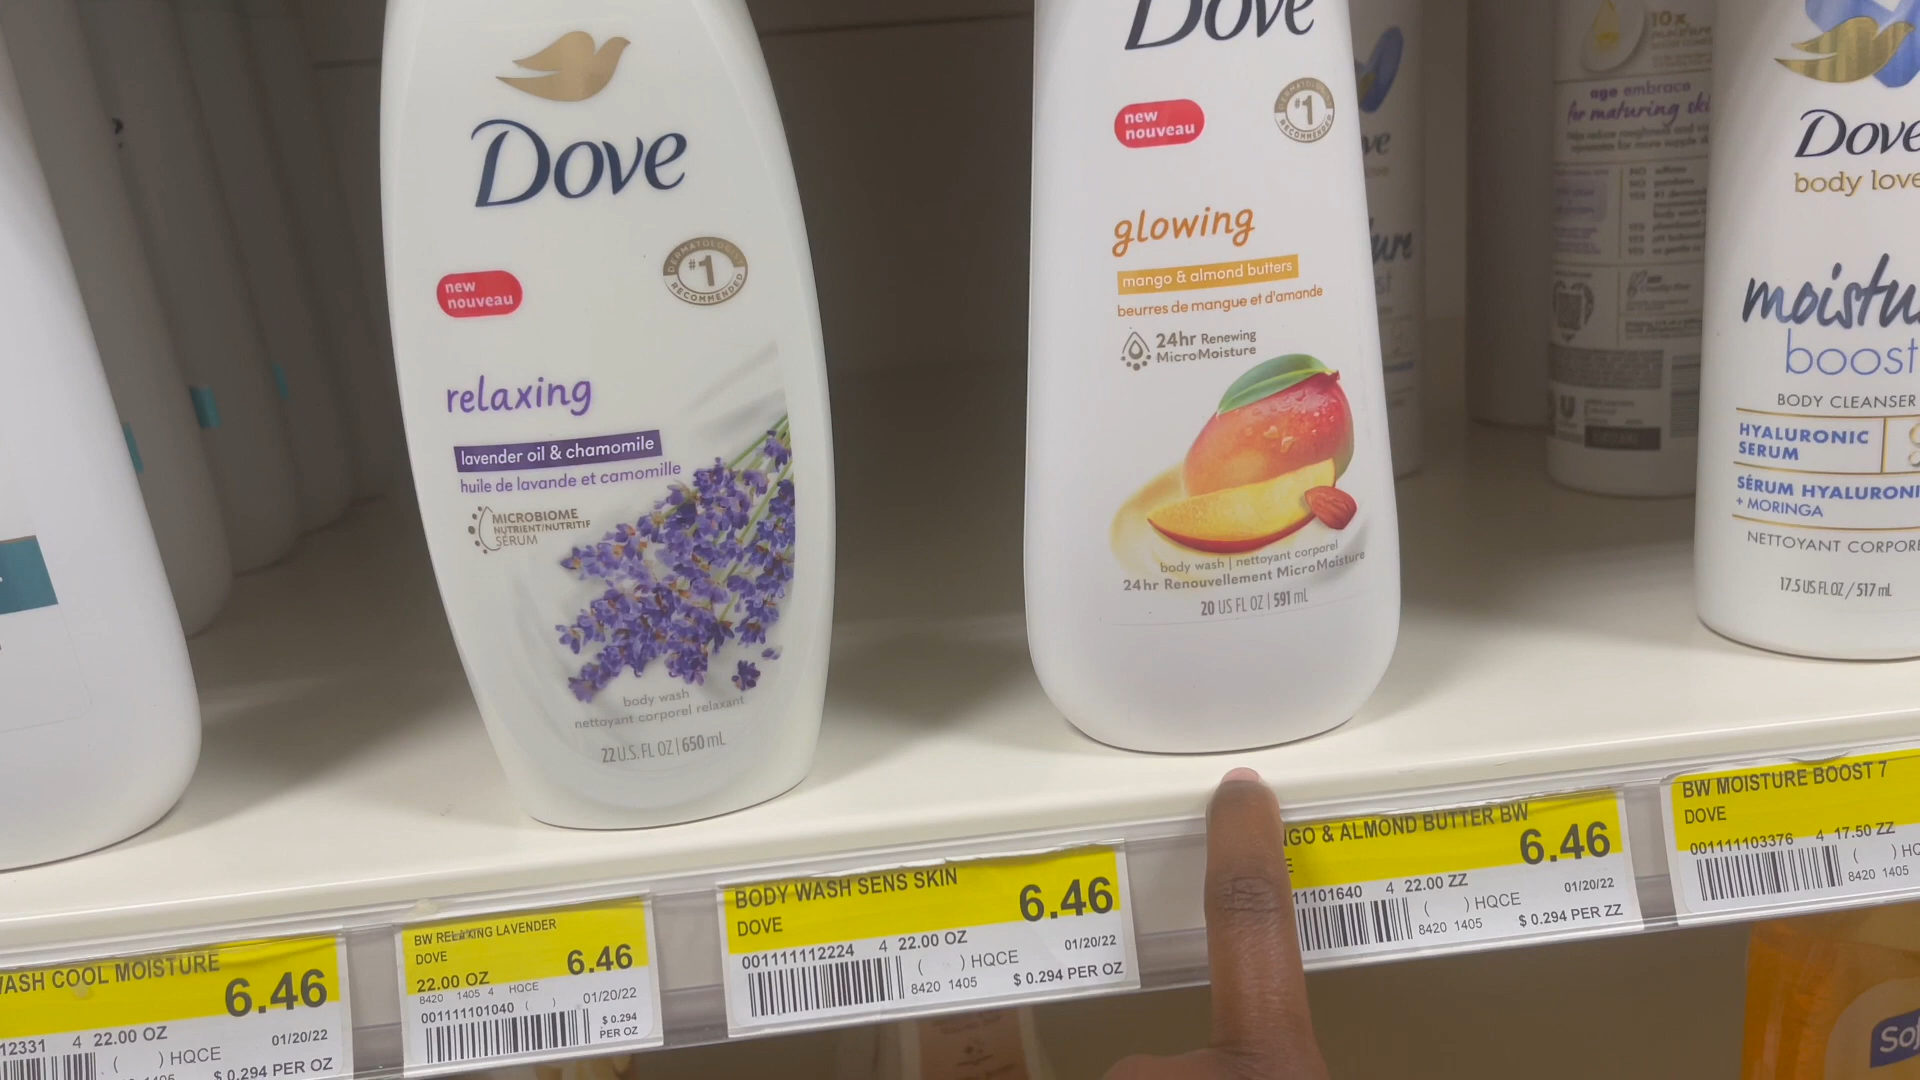 Dove
new
nouveau
DERMATOLOGIST
#1
RECOMMENDED
relaxing
lavender oil & chamomile
huile de lavande et camomille
MICROBIOME
NUTRIENT/NUTRITIF
SERUM
body wash
nettoyant corporel relaxant
22 U.S. FL OZ | 650 mL
Dove
new
nouveau
#1
RECOMMENDED
glowing
mango & almond butters
beurres de mangue et d'amande
24hr Renewing
MicroMoisture
body wash | nettoyant corporel
24hr Renouvellement MicroMoisture
20 US FL OZ | 591 mL
10x
age embrace
for maturing ski
Dove
body love
moistu
boost
BODY CLEANSER
HYALURONIC
SERUM
SÉRUM HYALURONI
+ MORINGA
NETTOYANT CORPORE
17.5 US FL OZ / 517 mL
ASH COOL MOISTURE
6.46
12331 4 22.00 OZ
01/20/22
( ) HQCE
1405
$ 0.294 PER OZ
BW RELAXING LAVENDER
DOVE
22.00 OZ
6.46
8420 1405 4 HQCE
001111101040 ( )
01/20/22
$ 0.294
PER OZ
BODY WASH SENS SKIN
DOVE
6.46
001111112224 4 22.00 OZ
01/20/22
( ) HQCE
8420 1405
$ 0.294 PER OZ
GO & ALMOND BUTTER BW
E
6.46
11101640 4 22.00 ZZ
01/20/22
( ) HQCE
8420 1405
$ 0.294 PER ZZ
BW MOISTURE BOOST 7
DOVE
001111103376 4 17.50 ZZ
( ) HQ
8420 1405
Sof